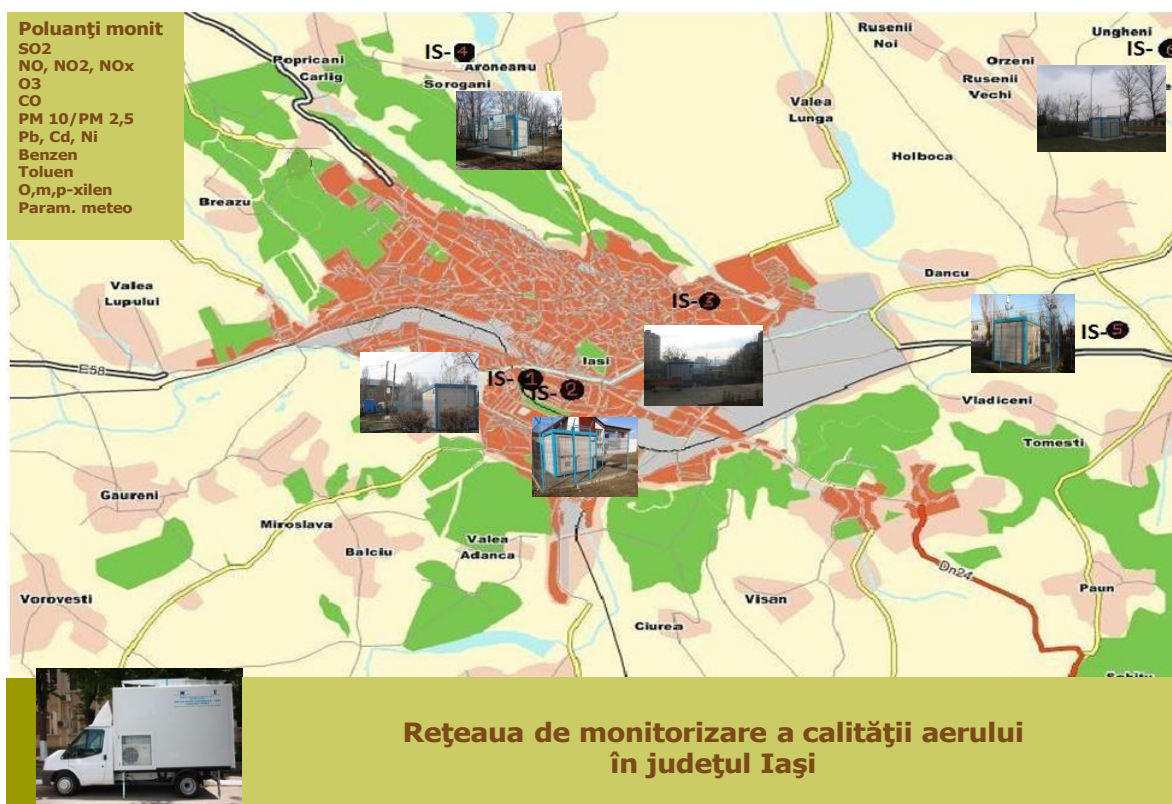 Poluanţi monit
SO2
NO, NO2, NOx
O3
CO
PM 10/PM 2,5
Pb, Cd, Ni
Benzen
Toluen
O,m,p-xilen
Param. meteo
IS-4
Popricani
Carlig
Aroneanu
Sorogani
Rusenii
Noi
Ungheni
IS-6
Orzeni
Rusenii
Vechi
Valea
Lunga
Holboca
Breazu
Valea
Lupului
Dancu
IS-3
IS-5
E58
Iasi
IS-1
IS-2
Vladiceni
Tomesti
Gaureni
Miroslava
Balciu
Valea
Adanca
Dn24
Vorovesti
Visan
Paun
Ciurea
Reţeaua de monitorizare a calităţii aerului
în judeţul Iaşi